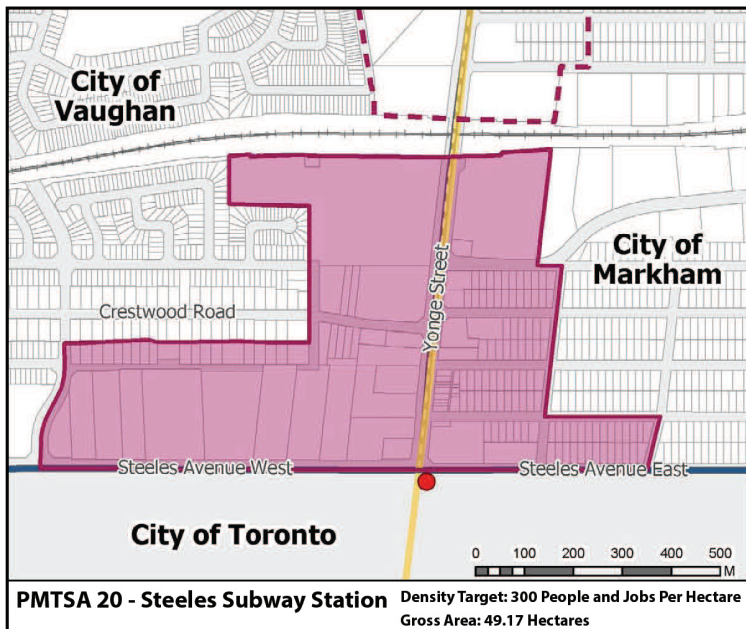 City of
Vaughan
City of
Markham
Crestwood Road
Yonge Street
Steeles Avenue West
Steeles Avenue East
City of Toronto
0 100 200 300 400 500
M
PMTSA 20 - Steeles Subway Station
Density Target: 300 People and Jobs Per Hectare
Gross Area: 49.17 Hectares